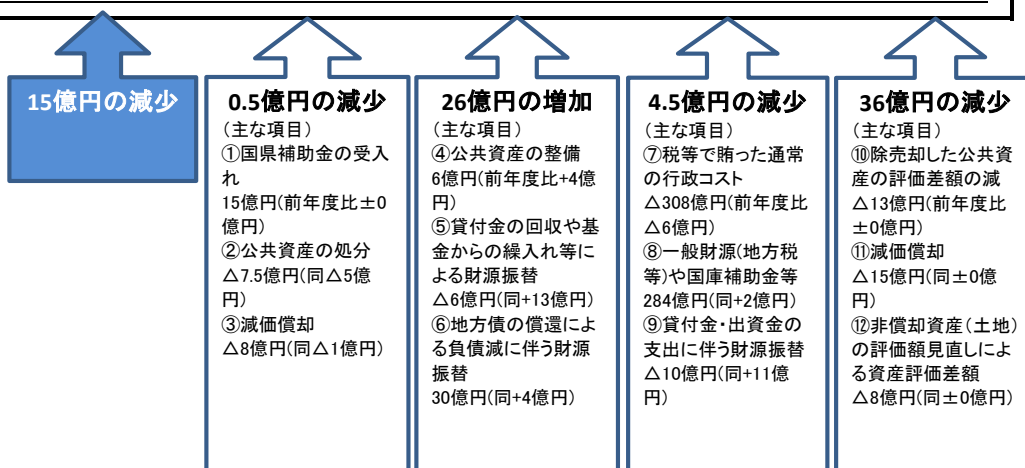 15億円の減少
0.5億円の減少
(主な項目)
①国県補助金の受入
れ
15億円(前年度比±0
億円)
②公共資産の処分
△7.5億円(同△5億
円)
③減価償却
△8億円(同△1億円)
26億円の増加
(主な項目)
④公共資産の整備
6億円(前年度比+4億
円)
⑤貸付金の回収や基
金からの繰入れ等に
よる財源振替
△6億円(同+13億円)
⑥地方債の償還によ
る負債減に伴う財源
振替
30億円(同+4億円)
4.5億円の減少
(主な項目)
⑦税等で賄った通常
の行政コスト
△308億円(前年度比
△6億円)
⑧一般財源(地方税
等)や国庫補助金等
284億円(同+2億円)
⑨貸付金・出資金の
支出に伴う財源振替
△10億円(同+11億
円)
36億円の減少
(主な項目)
⑩除売却した公共資
産の評価差額の減
△13億円(前年度比
±0億円)
⑪減価償却
△15億円(同±0億
円)
⑫非償却資産(土地)
の評価額見直しによ
る資産評価差額
△8億円(同±0億円)